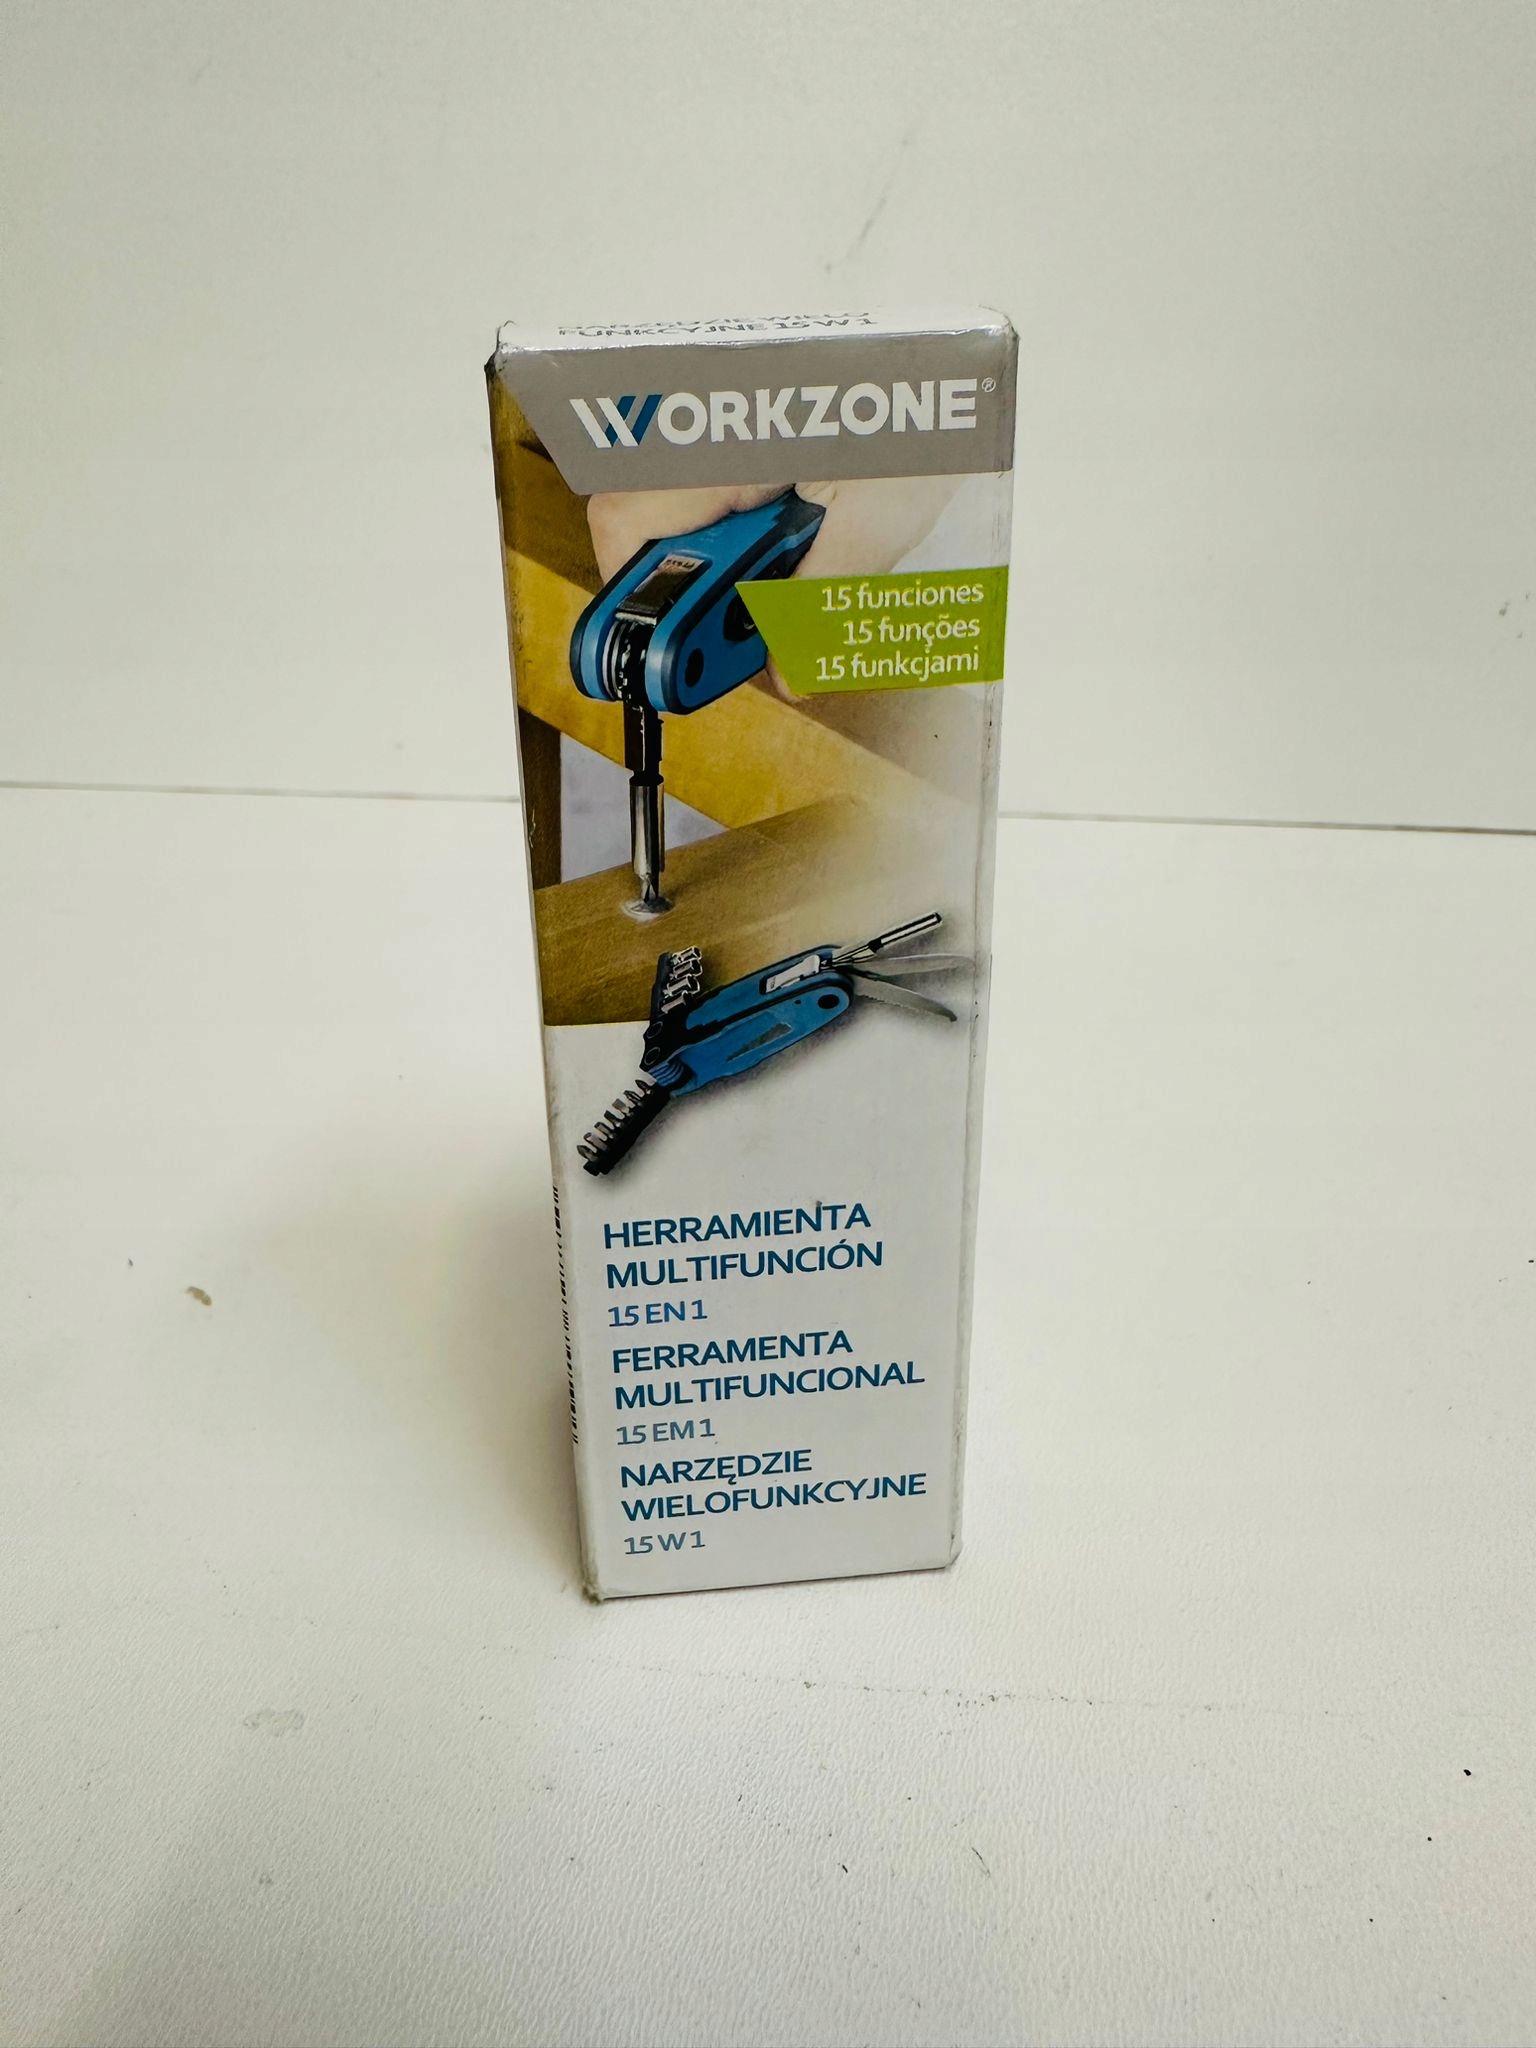 WORKZONE®
15 funciones
15 funções
15 funkcjami
HERRAMIENTA
MULTIFUNCIÓN
15 EN 1
FERRAMENTA
MULTIFUNCIONAL
15 EM 1
NARZĘDZIE
WIELOFUNKCYJNE
15 W 1